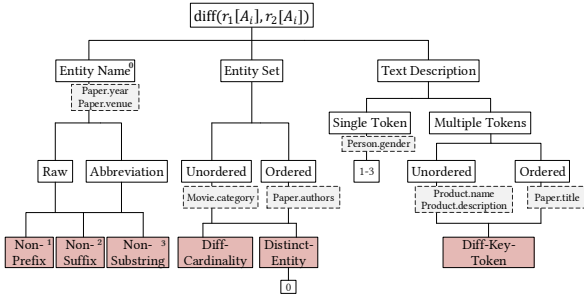 diff(r₁[Aᵢ],r₂[Aᵢ])
Entity Name⁰
Entity Set
Text Description
Paper.year
Paper.venue
Single Token
Multiple Tokens
Person.gender
Raw
Abbreviation
Unordered
Ordered
1-3
Unordered
Ordered
Movie.category
Paper.authors
Product.name
Product.description
Paper.title
Non-¹
Prefix
Non-²
Suffix
Non-³
Substring
Diff-
Cardinality
Distinct-
Entity
Diff-Key-
Token
0